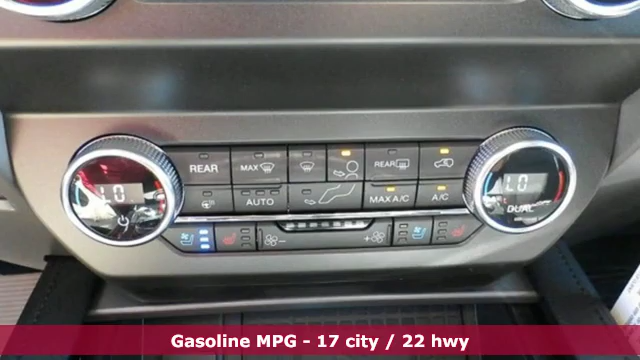 REAR MAX REAR
LO LO
AUTO MAX A/C A/C DUAL
Gasoline MPG - 17 city / 22 hwy